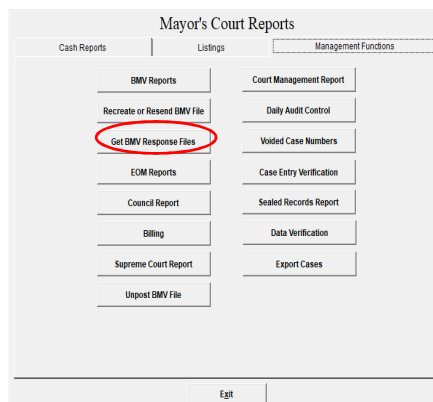 Mayor's Court Reports
Cash Reports Listings Management Functions
BMV Reports Court Management Report
Recreate or Resend BMV File Daily Audit Control
Get BMV Response Files Voided Case Numbers
EOM Reports Case Entry Verification
Council Report Sealed Records Report
Billing Data Verification
Supreme Court Report Export Cases
Unpost BMV File
Exit